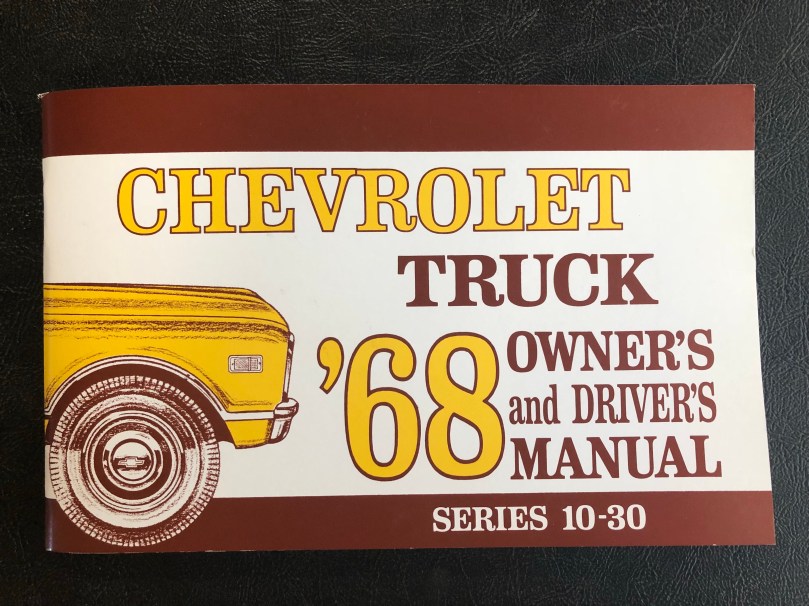 CHEVROLET
TRUCK
’68 OWNER'S
and DRIVER'S
MANUAL
SERIES 10-30